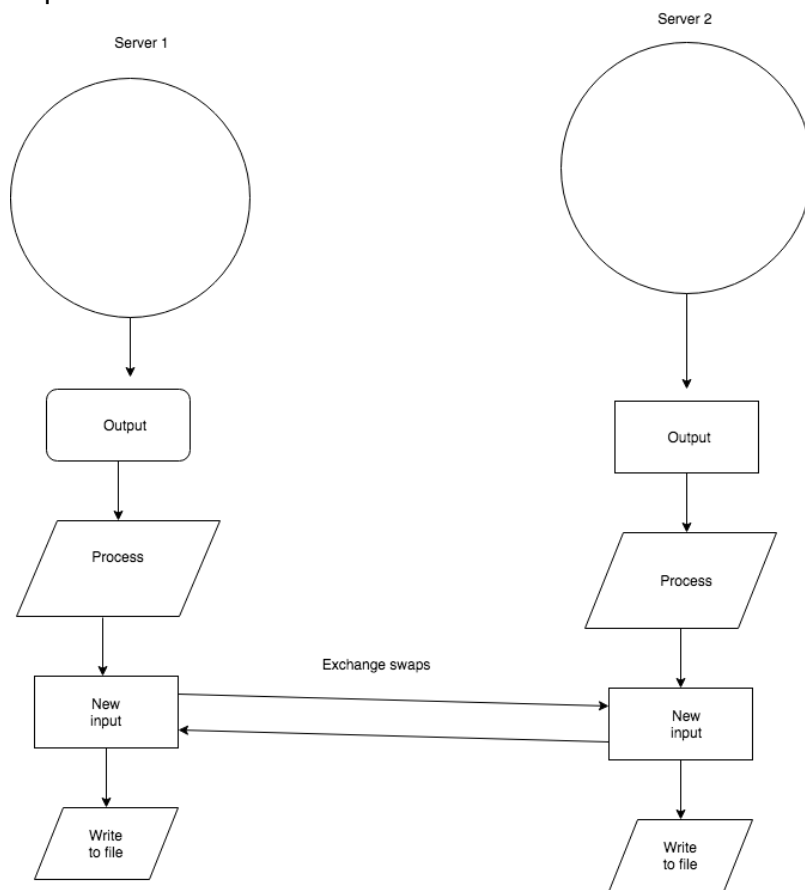 Server 1
Server 2
Output
Output
Process
Process
Exchange swaps
New
input
New
input
Write
to file
Write
to file